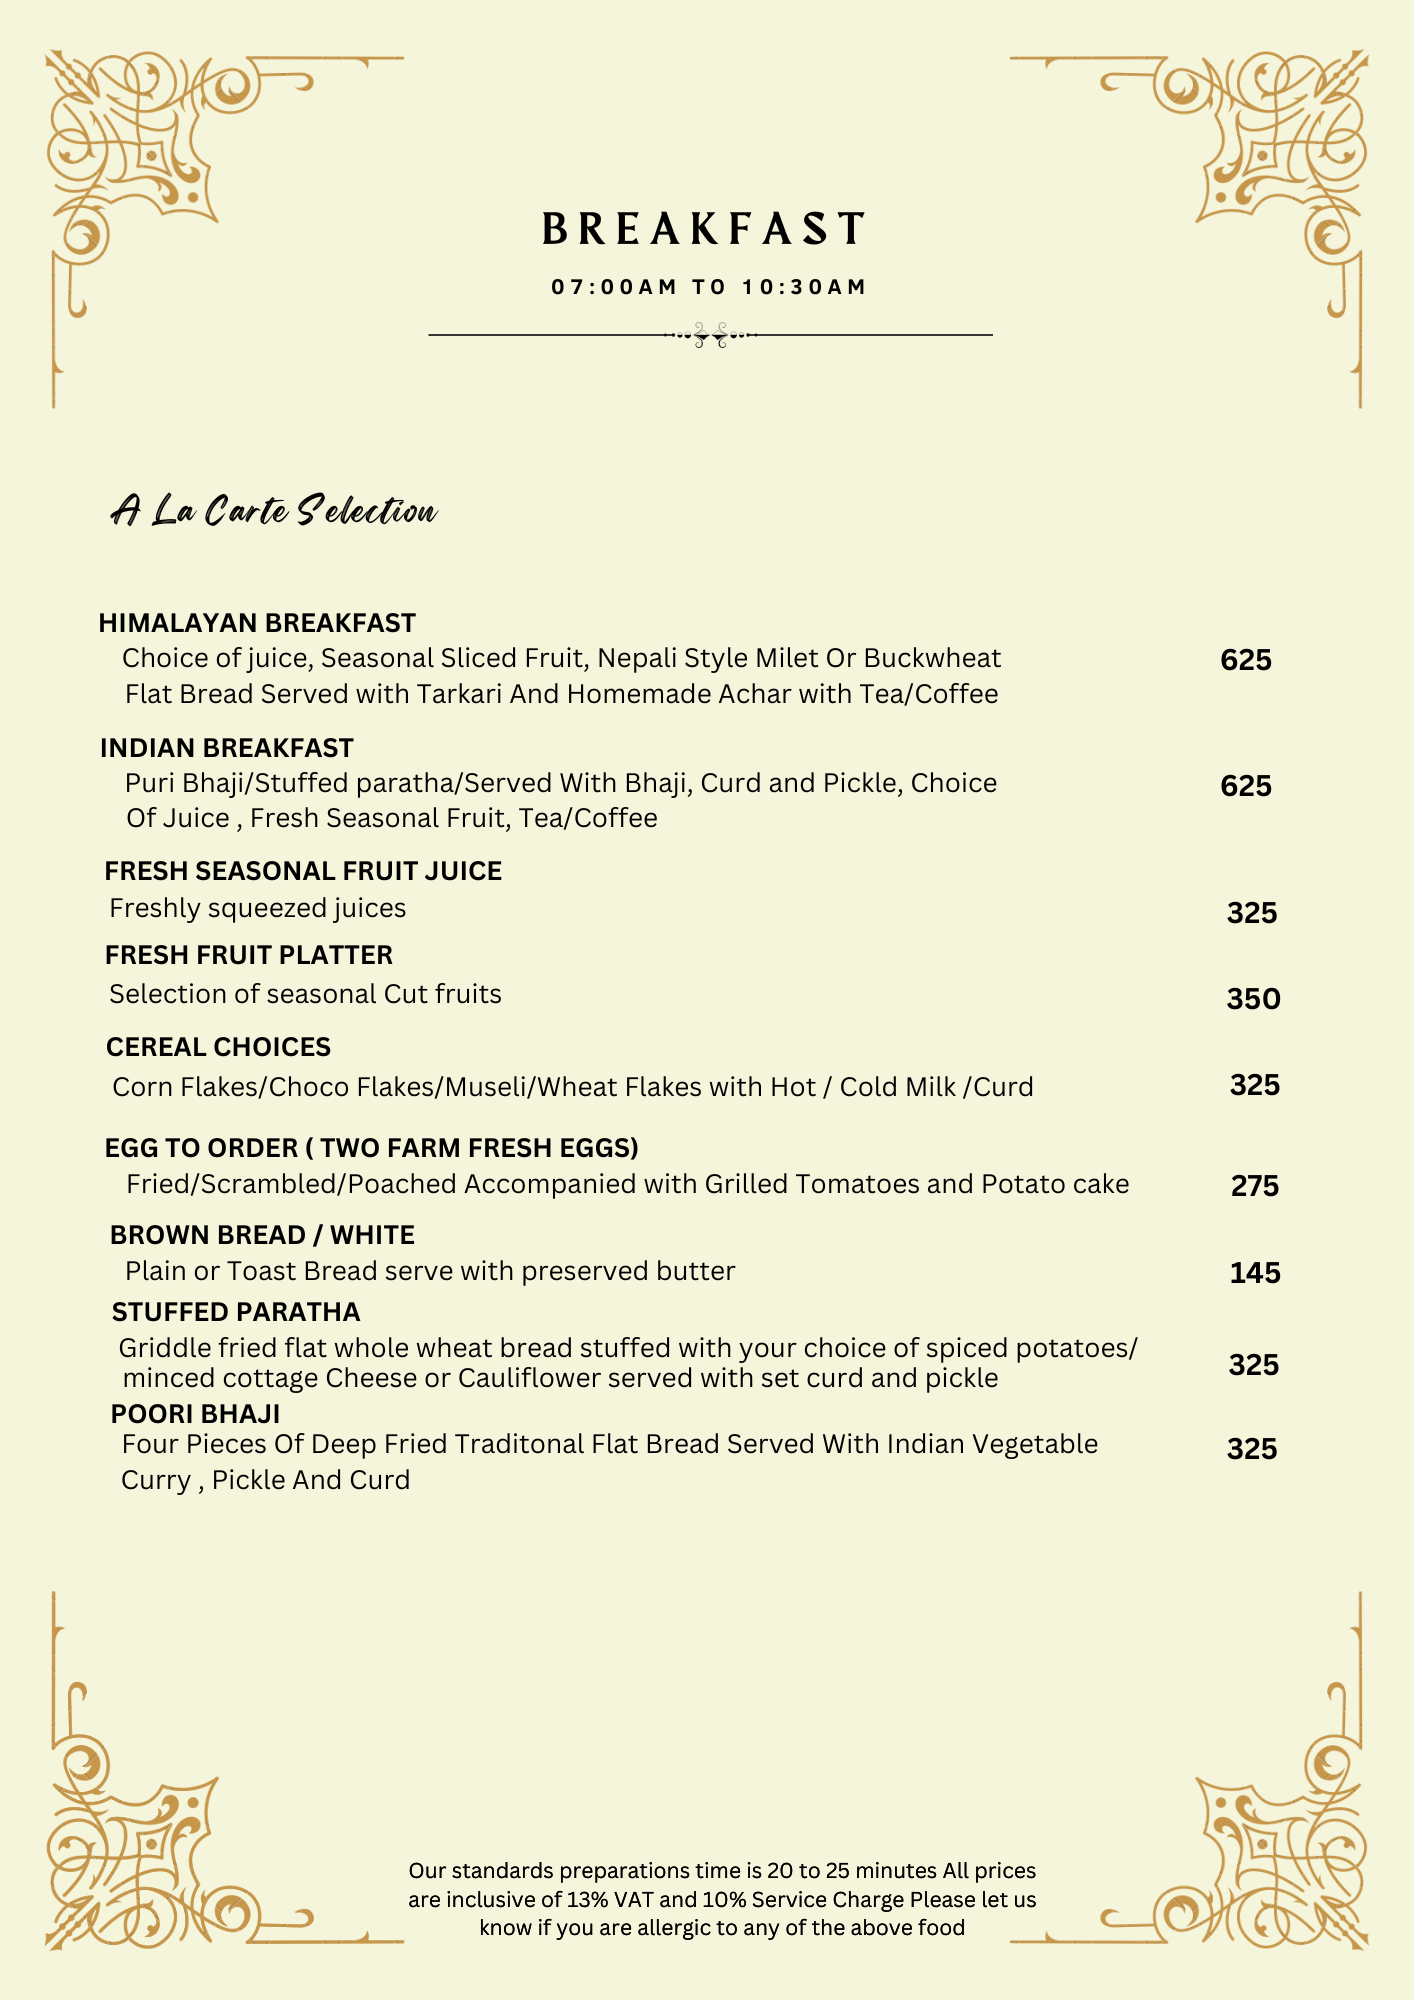 BREAKFAST
07:00AM TO 10:30AM
A La Carte Selection
HIMALAYAN BREAKFAST
Choice of juice, Seasonal Sliced Fruit, Nepali Style Milet Or Buckwheat
625
Flat Bread Served with Tarkari And Homemade Achar with Tea/Coffee
INDIAN BREAKFAST
Puri Bhaji/Stuffed paratha/Served With Bhaji, Curd and Pickle, Choice
625
Of Juice , Fresh Seasonal Fruit, Tea/Coffee
FRESH SEASONAL FRUIT JUICE
Freshly squeezed juices
325
FRESH FRUIT PLATTER
Selection of seasonal Cut fruits
350
CEREAL CHOICES
Corn Flakes/Choco Flakes/Museli/Wheat Flakes with Hot / Cold Milk /Curd
325
EGG TO ORDER ( TWO FARM FRESH EGGS)
Fried/Scrambled/Poached Accompanied with Grilled Tomatoes and Potato cake
275
BROWN BREAD / WHITE
Plain or Toast Bread serve with preserved butter
145
STUFFED PARATHA
Griddle fried flat whole wheat bread stuffed with your choice of spiced potatoes/
325
minced cottage Cheese or Cauliflower served with set curd and pickle
POORI BHAJI
Four Pieces Of Deep Fried Traditonal Flat Bread Served With Indian Vegetable
325
Curry , Pickle And Curd
Our standards preparations time is 20 to 25 minutes All prices
are inclusive of 13% VAT and 10% Service Charge Please let us
know if you are allergic to any of the above food